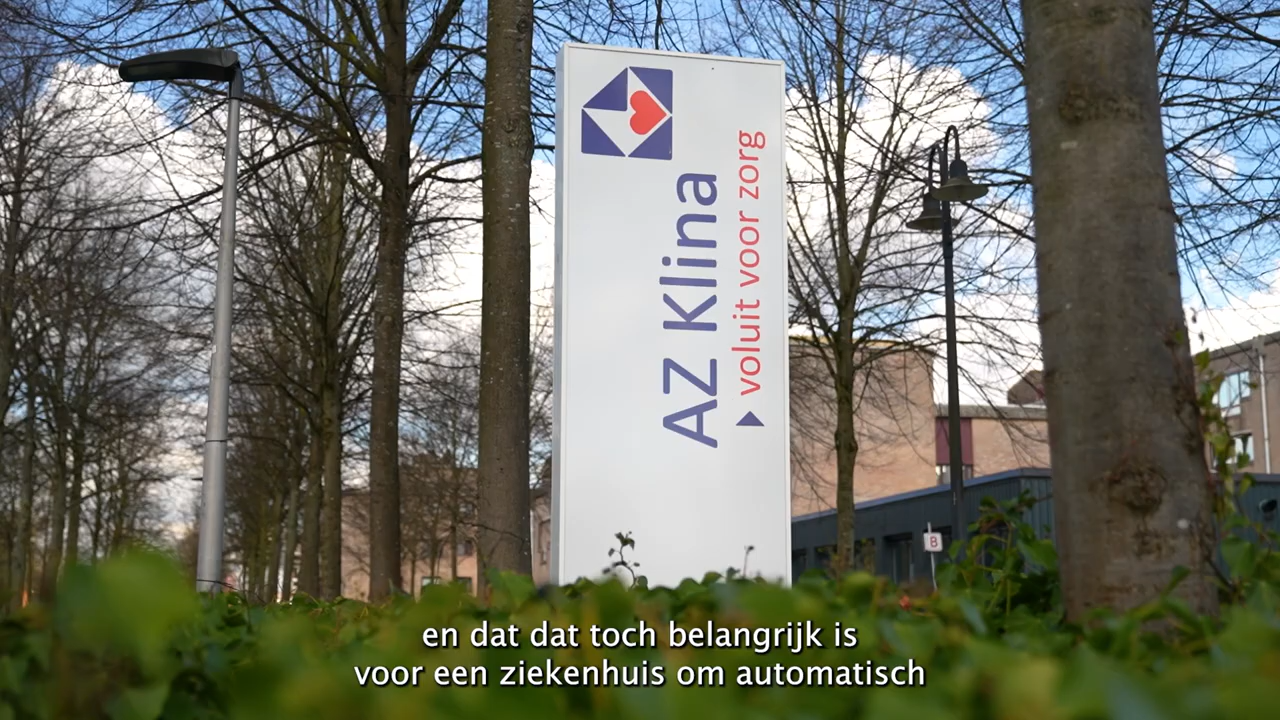 AZ Klina
voluit voor zorg
B
en dat dat toch belangrijk is
voor een ziekenhuis om automatisch